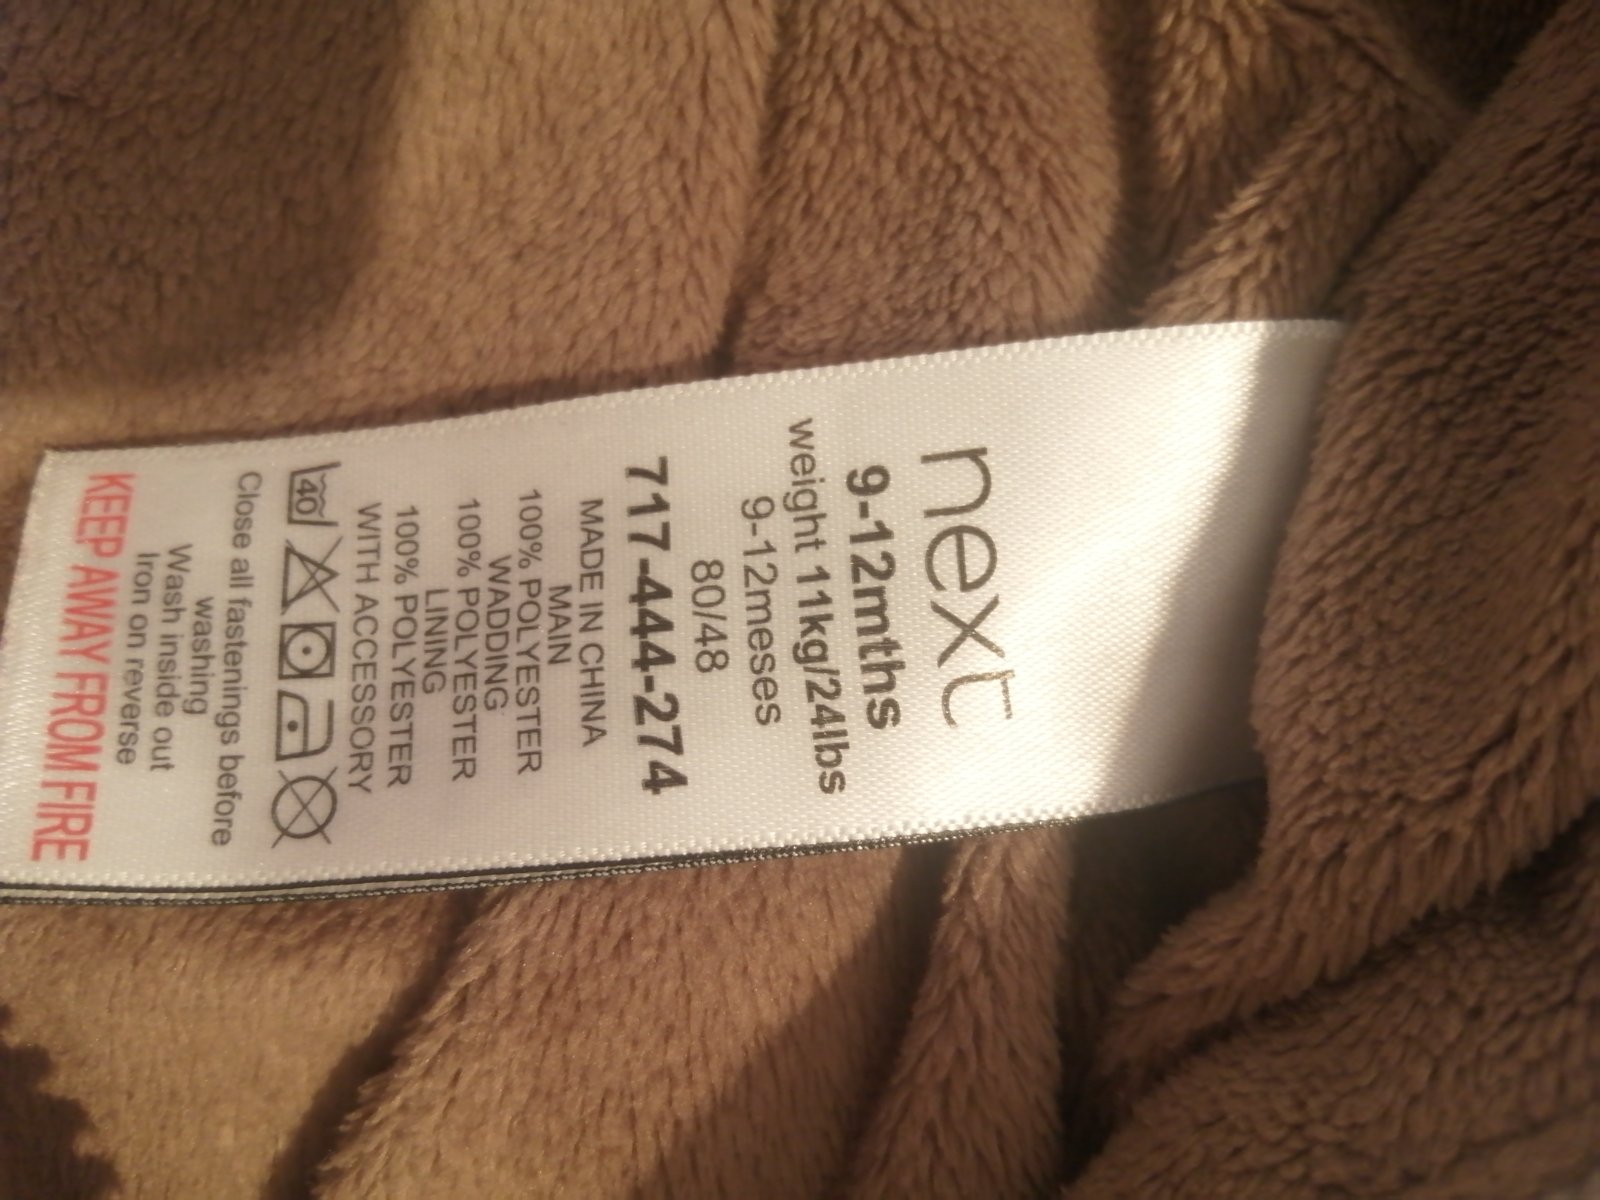 next
9-12mths
weight 11kg/24lbs
9-12meses
80/48
717-444-274
MADE IN CHINA
MAIN
100% POLYESTER
WADDING
100% POLYESTER
LINING
100% POLYESTER
WITH ACCESSORY
40
Close all fastenings before
washing
Wash inside out
Iron on reverse
KEEP AWAY FROM FIRE